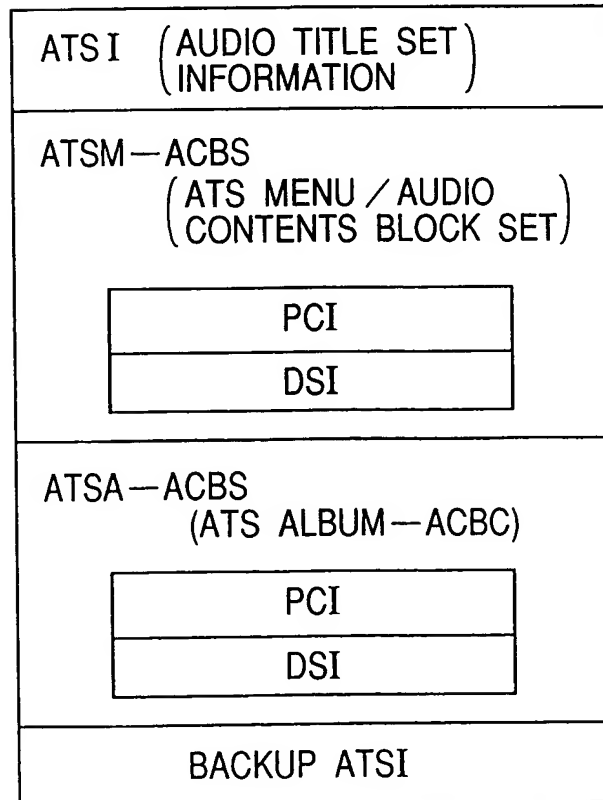 ATSI (AUDIO TITLE SET
INFORMATION)
ATSM—ACBS
(ATS MENU / AUDIO
CONTENTS BLOCK SET)
PCI
DSI
ATSA—ACBS
(ATS ALBUM—ACBC)
PCI
DSI
BACKUP ATSI